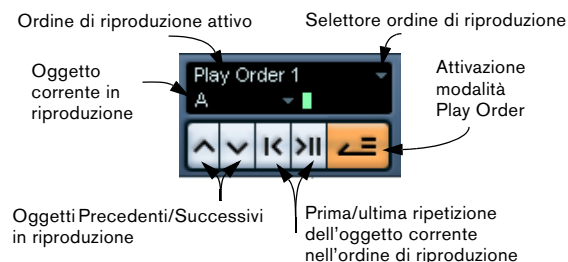 Ordine di riproduzione attivo
Selettore ordine di riproduzione
Oggetto
corrente in
riproduzione
Play Order 1
A
Attivazione
modalità
Play Order
Oggetti Precedenti/Successivi
in riproduzione
Prima/ultima ripetizione
dell'oggetto corrente
nell'ordine di riproduzione